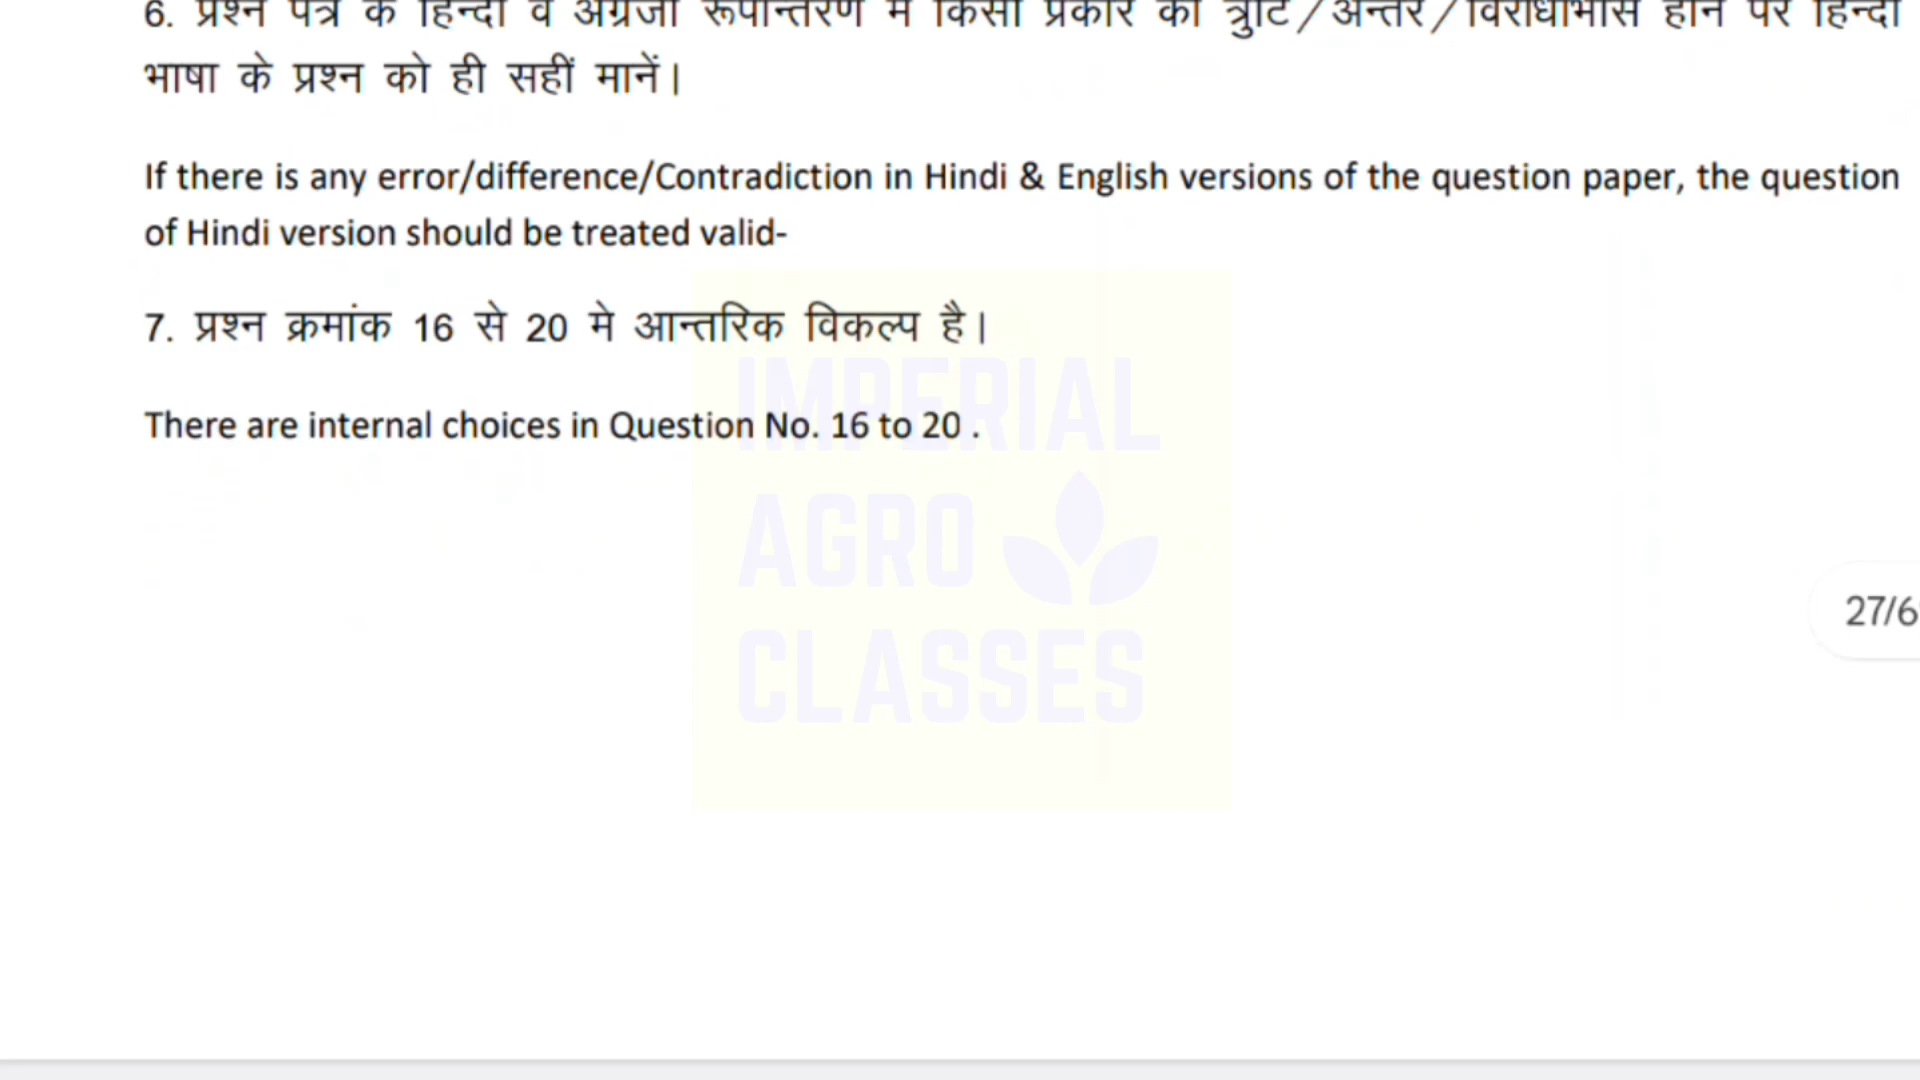 6. प्रश्न पत्र के हिन्दी व अंग्रेजी रूपान्तरण में किसी प्रकार की त्रुटि/अन्तर/विरोधाभास होने पर हिन्दी
भाषा के प्रश्न को ही सहीं मानें।
If there is any error/difference/Contradiction in Hindi & English versions of the question paper, the question
of Hindi version should be treated valid-
7. प्रश्न क्रमांक 16 से 20 मे आन्तरिक विकल्प है।
There are internal choices in Question No. 16 to 20 .
IMPERIAL
AGRO
CLASSES
27/6